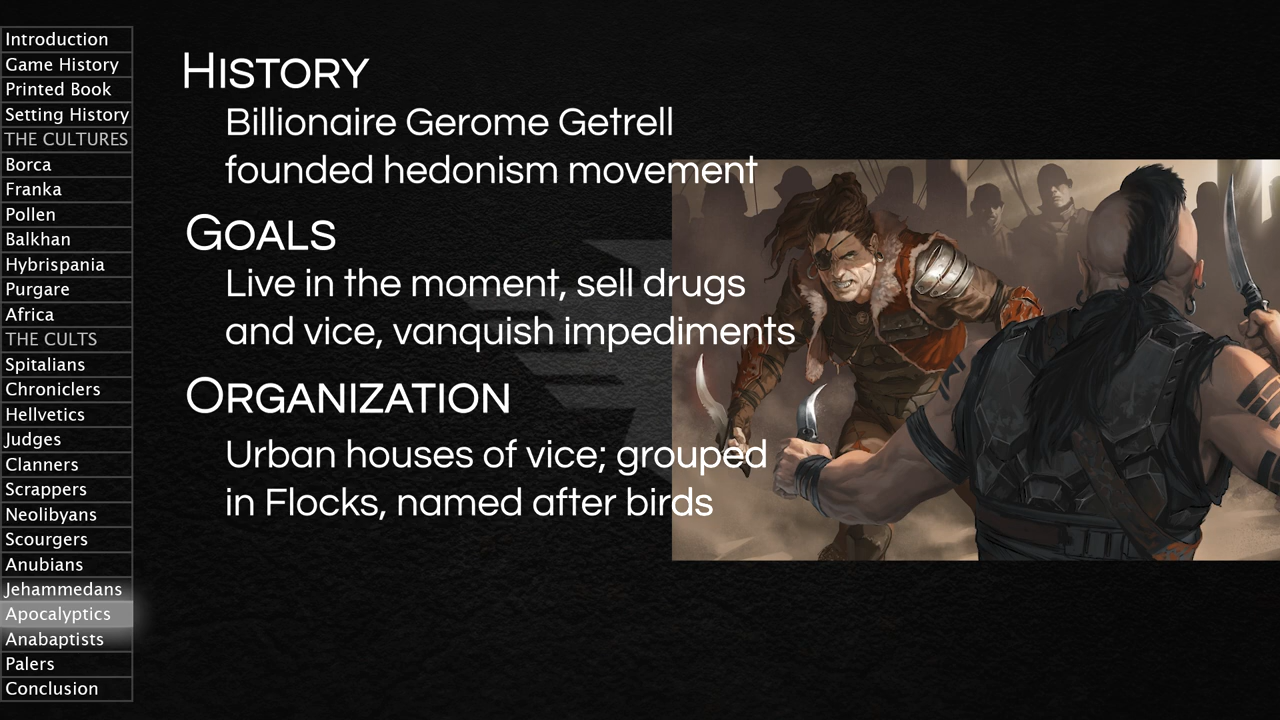 Introduction
Game History
Printed Book
Setting History
THE CULTURES
Borca
Franka
Pollen
Balkhan
Hybrispania
Purgare
Africa
THE CULTS
Spitalians
Chroniclers
Hellvetics
Judges
Clanners
Scrappers
Neolibyans
Scourgers
Anubians
Jehammedans
Apocalyptics
Anabaptists
Palers
Conclusion
HISTORY
Billionaire Gerome Getrell
founded hedonism movement
GOALS
Live in the moment, sell drugs
and vice, vanquish impediments
ORGANIZATION
Urban houses of vice; grouped
in Flocks, named after birds